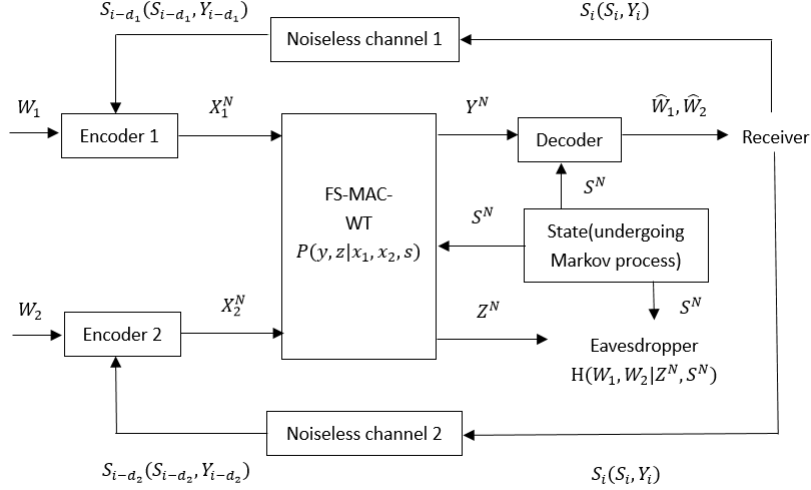 S_{i-d_1}(S_{i-d_1}, Y_{i-d_1})
S_i(S_i, Y_i)
Noiseless channel 1
W_1
X_1^N
Y^N
Ŵ_1, Ŵ_2
Encoder 1
Decoder
Receiver
FS-MAC-
WT
P(y, z|x_1, x_2, s)
S^N
S^N
State(undergoing
Markov process)
W_2
X_2^N
Z^N
S^N
Encoder 2
Eavesdropper
H(W_1, W_2|Z^N, S^N)
Noiseless channel 2
S_{i-d_2}(S_{i-d_2}, Y_{i-d_2})
S_i(S_i, Y_i)